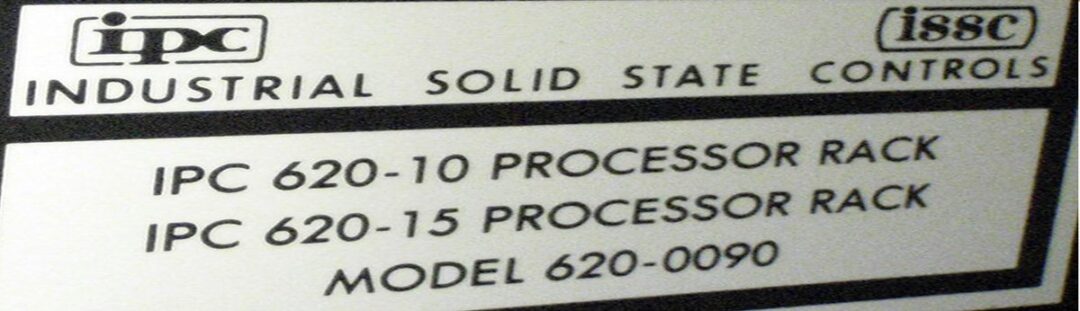 ipc issc
INDUSTRIAL SOLID STATE CONTROLS
IPC 620-10 PROCESSOR RACK
IPC 620-15 PROCESSOR RACK
MODEL 620-0090